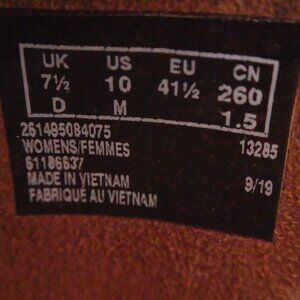 UK US EU CN
7½ 10 41½ 260
D M 1.5
261495084075
WOMENS/FEMMES 13285
61186637
MADE IN VIETNAM 9/19
FABRIQUE AU VIETNAM